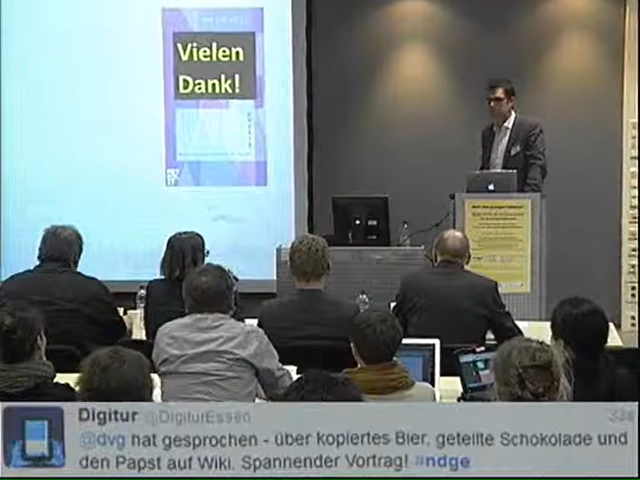 Vielen
Dank!
Digitur @DigiturEssen
@dvg hat gesprochen - über kopiertes Bier, geteilte Schokolade und
den Papst auf Wiki. Spannender Vortrag! #ndge